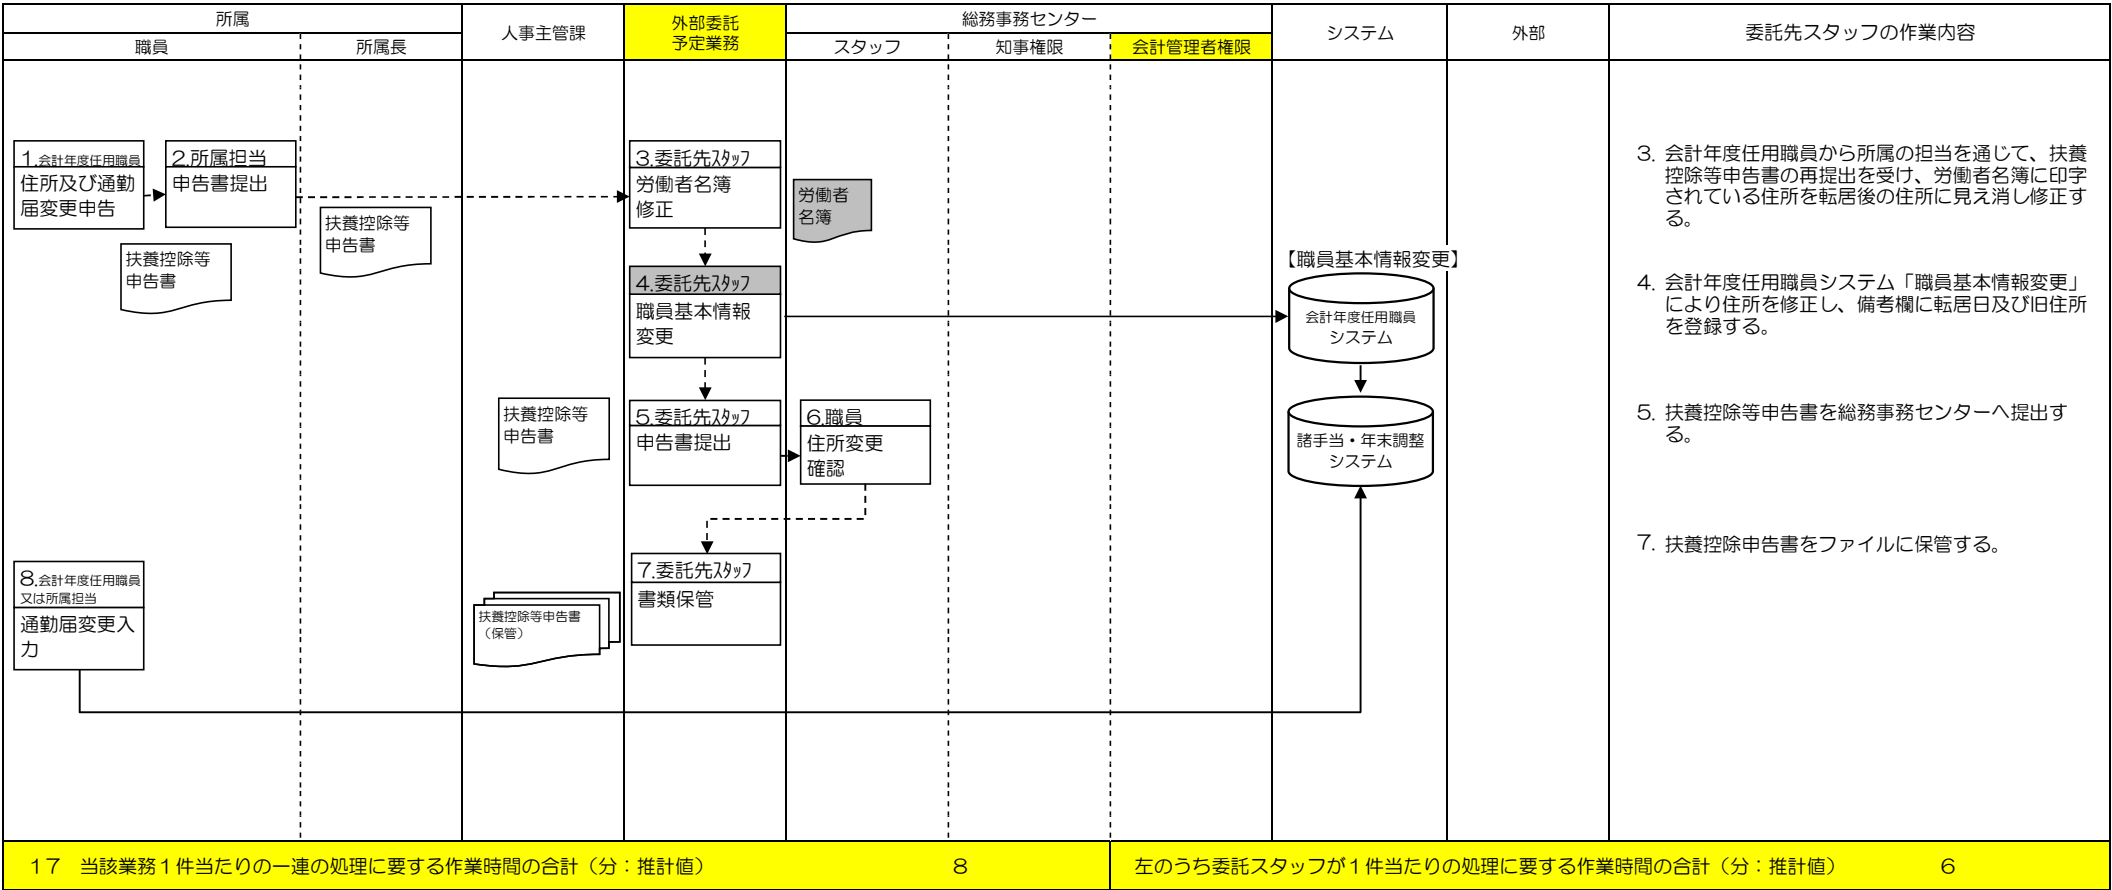 所属
人事主管課
外部委託
予定業務
総務事務センター
システム
外部
委託先スタッフの作業内容
職員
所属長
スタッフ
知事権限
会計管理者権限
1.会計年度任用職員
住所及び通勤
届変更申告
2.所属担当
申告書提出
扶養控除等
申告書
扶養控除等
申告書
3.委託先ｽﾀｯﾌ
労働者名簿
修正
労働者
名簿
4.委託先ｽﾀｯﾌ
職員基本情報
変更
【職員基本情報変更】
会計年度任用職員
システム
扶養控除等
申告書
5.委託先ｽﾀｯﾌ
申告書提出
6.職員
住所変更
確認
諸手当・年末調整
システム
7.委託先ｽﾀｯﾌ
書類保管
扶養控除等申告書
（保管）
8.会計年度任用職員
又は所属担当
通勤届変更入
力
3. 会計年度任用職員から所属の担当を通じて、扶養
控除等申告書の再提出を受け、労働者名簿に印字
されている住所を転居後の住所に見え消し修正す
る。
4. 会計年度任用職員システム「職員基本情報変更」
により住所を修正し、備考欄に転居日及び旧住所
を登録する。
5. 扶養控除等申告書を総務事務センターへ提出す
る。
7. 扶養控除申告書をファイルに保管する。
１７　当該業務１件当たりの一連の処理に要する作業時間の合計（分：推計値）　８
左のうち委託スタッフが１件当たりの処理に要する作業時間の合計（分：推計値）　６